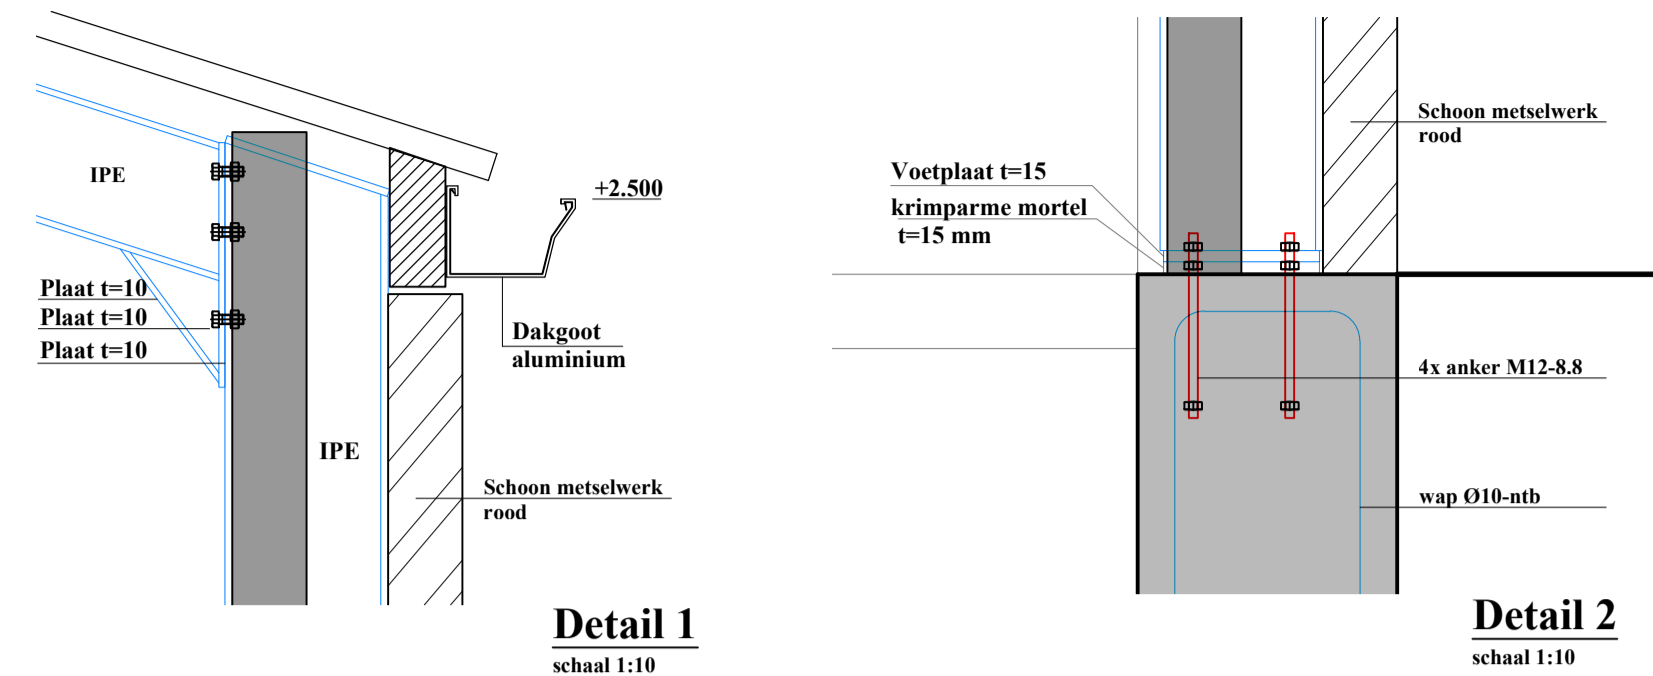 IPE
+2.500
Plaat t=10
Plaat t=10
Plaat t=10
Dakgoot
aluminium
IPE
Schoon metselwerk
rood
Detail 1
schaal 1:10
Schoon metselwerk
rood
Voetplaat t=15
krimparme mortel
t=15 mm
4x anker M12-8.8
wap Ø10-ntb
Detail 2
schaal 1:10